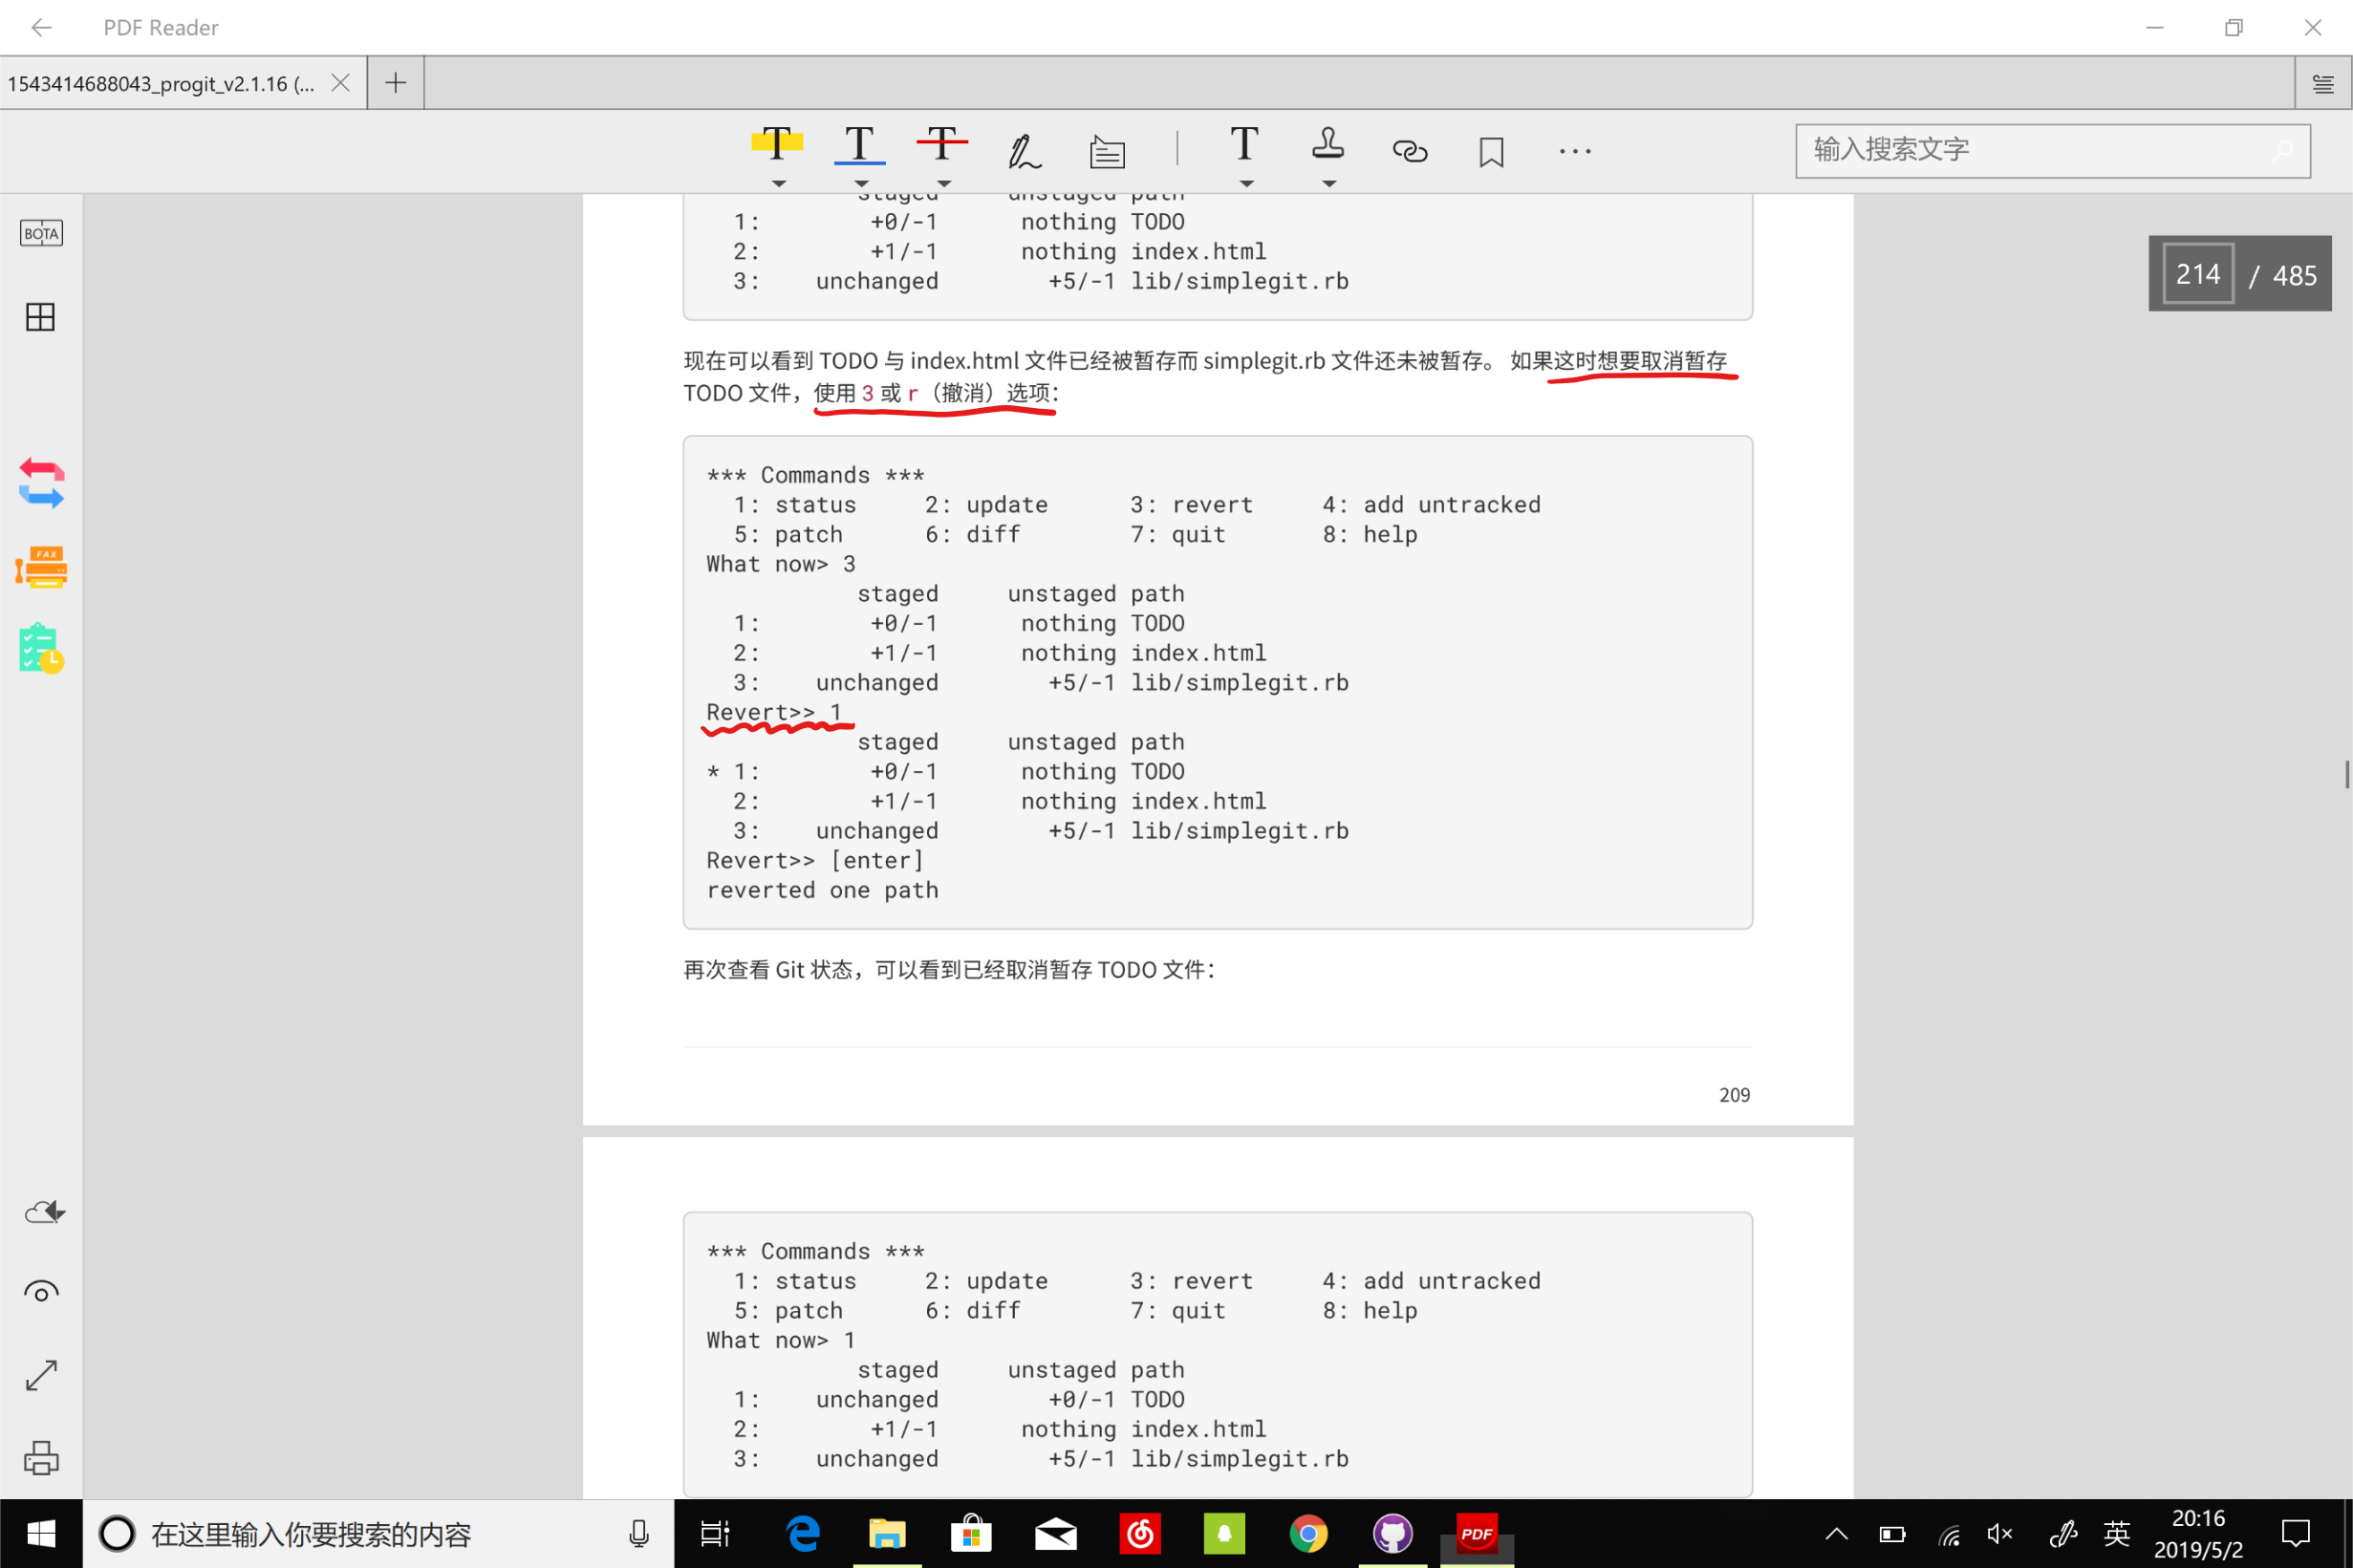 PDF Reader
1543414688043_progit_v2.1.16 (...
输入搜索文字
BOTA
214 / 485
FAX
staged unstaged path
1: +0/-1 nothing TODO
2: +1/-1 nothing index.html
3: unchanged +5/-1 lib/simplegit.rb
现在可以看到 TODO 与 index.html 文件已经被暂存而 simplegit.rb 文件还未被暂存。 如果这时想要取消暂存
TODO 文件，使用 3 或 r（撤消）选项：
*** Commands ***
1: status 2: update 3: revert 4: add untracked
5: patch 6: diff 7: quit 8: help
What now> 3
staged unstaged path
1: +0/-1 nothing TODO
2: +1/-1 nothing index.html
3: unchanged +5/-1 lib/simplegit.rb
Revert>> 1
staged unstaged path
* 1: +0/-1 nothing TODO
2: +1/-1 nothing index.html
3: unchanged +5/-1 lib/simplegit.rb
Revert>> [enter]
reverted one path
再次查看 Git 状态，可以看到已经取消暂存 TODO 文件：
209
*** Commands ***
1: status 2: update 3: revert 4: add untracked
5: patch 6: diff 7: quit 8: help
What now> 1
staged unstaged path
1: unchanged +0/-1 TODO
2: +1/-1 nothing index.html
3: unchanged +5/-1 lib/simplegit.rb
在这里输入你要搜索的内容
PDF
英
20:16
2019/5/2